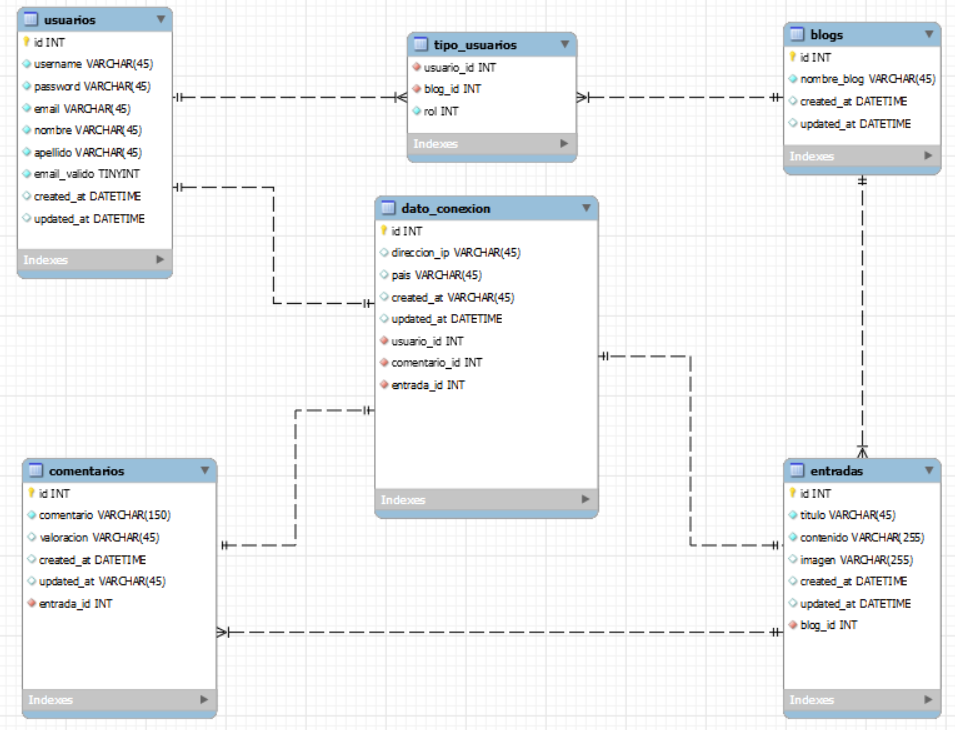 usuarios
id INT
username VARCHAR(45)
password VARCHAR(45)
email VARCHAR(45)
nombre VARCHAR(45)
apellido VARCHAR(45)
email_valido TINYINT
created_at DATETIME
updated_at DATETIME
Indexes
tipo_usuarios
usuario_id INT
blog_id INT
rol INT
Indexes
blogs
id INT
nombre_blog VARCHAR(45)
created_at DATETIME
updated_at DATETIME
Indexes
dato_conexion
id INT
direccion_ip VARCHAR(45)
pais VARCHAR(45)
created_at VARCHAR(45)
updated_at DATETIME
usuario_id INT
comentario_id INT
entrada_id INT
Indexes
comentarios
id INT
comentario VARCHAR(150)
valoracion VARCHAR(45)
created_at DATETIME
updated_at VARCHAR(45)
entrada_id INT
Indexes
entradas
id INT
titulo VARCHAR(45)
contenido VARCHAR(255)
imagen VARCHAR(255)
created_at DATETIME
updated_at DATETIME
blog_id INT
Indexes